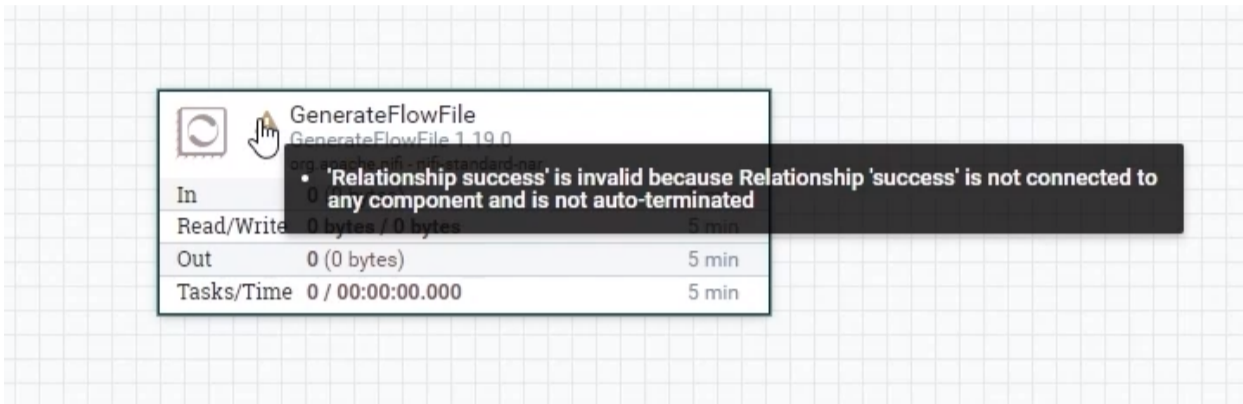 GenerateFlowFile
GenerateFlowFile 1.19.0
org.apache.nifi - nifi-standard-nar
• 'Relationship success' is invalid because Relationship 'success' is not connected to
any component and is not auto-terminated
In 0
Read/Write 0 bytes / 0 bytes 5 min
Out 0 (0 bytes) 5 min
Tasks/Time 0 / 00:00:00.000 5 min